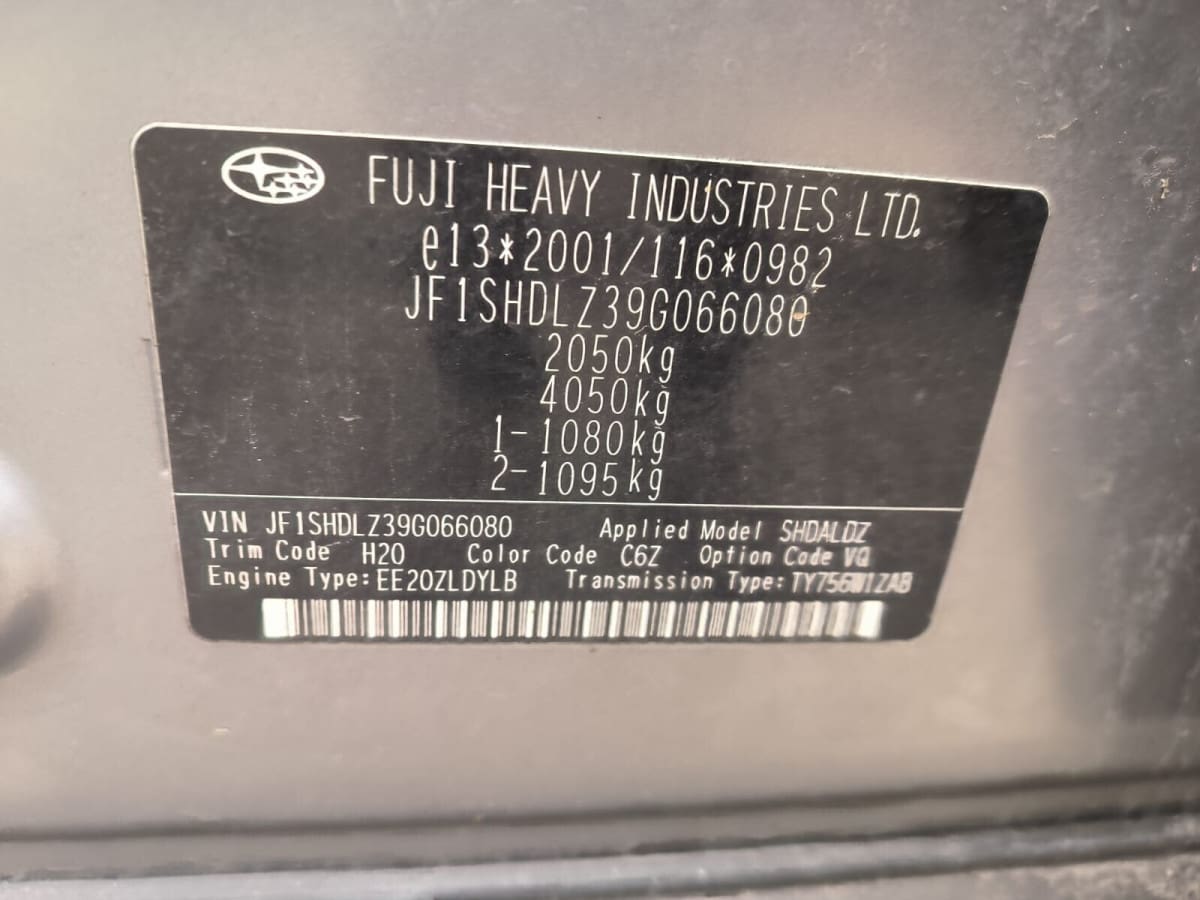 FUJI HEAVY INDUSTRIES LTD.
e13*2001/116*0982
JF1SHDLZ39G066080
2050kg
4050kg
1-1080kg
2-1095kg
VIN JF1SHDLZ39G066080 Applied Model SHDALDZ
Trim Code H20 Color Code C6Z Option Code VQ
Engine Type: EE20ZLDYLB Transmission Type: TY756W1ZAB